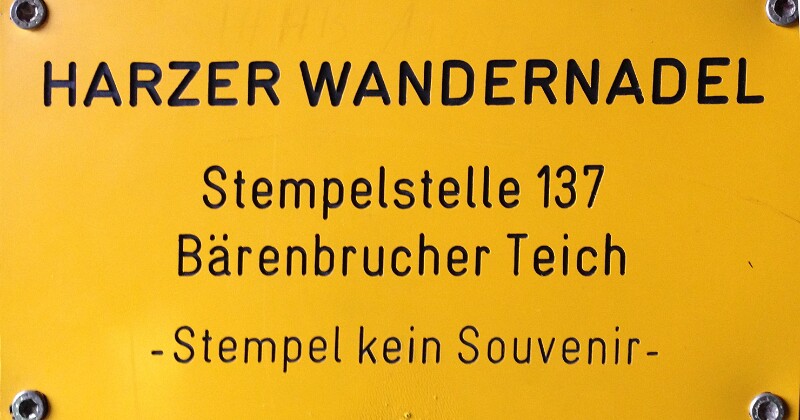 HARZER WANDERNADEL
Stempelstelle 137
Bärenbrucher Teich
-Stempel kein Souvenir-